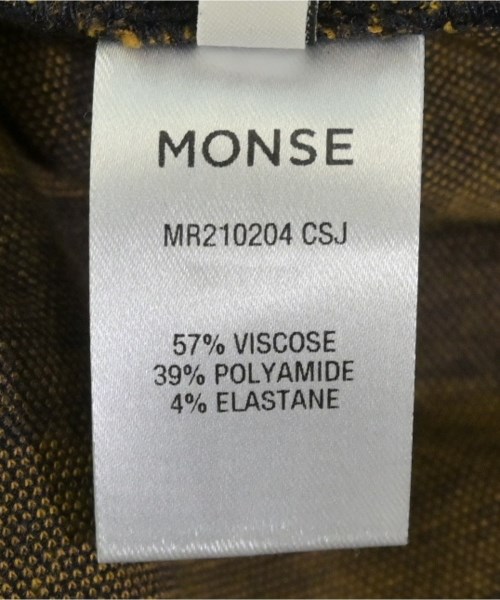 MONSE
MR210204 CSJ
57% VISCOSE
39% POLYAMIDE
4% ELASTANE